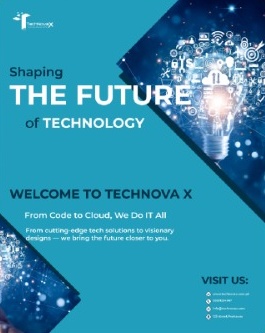 TechnovaX
Shaping
THE FUTURE
of TECHNOLOGY
WELCOME TO TECHNOVA X
From Code to Cloud, We Do IT All
From cutting-edge tech solutions to visionary
designs — we bring the future closer to you.
VISIT US: